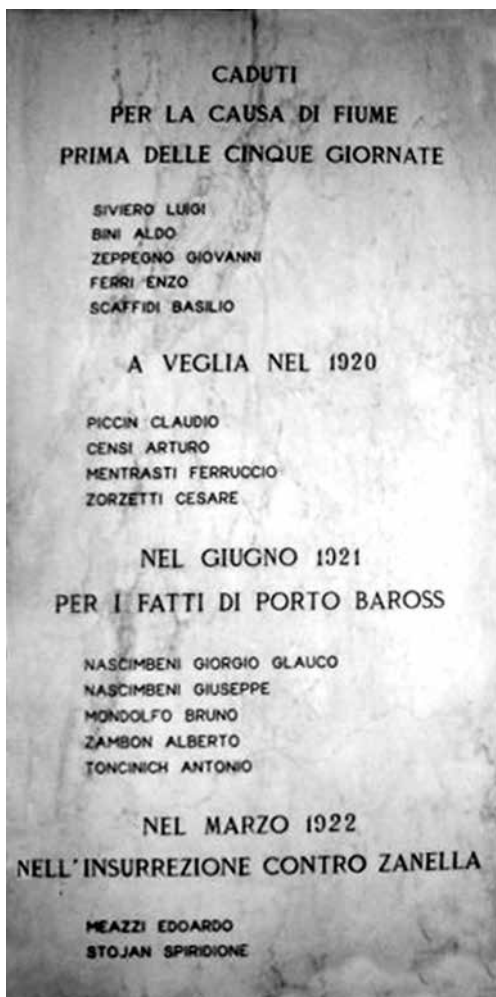 CADUTI
PER LA CAUSA DI FIUME
PRIMA DELLE CINQUE GIORNATE
SIVIERO LUIGI
BINI ALDO
ZEPPEGNO GIOVANNI
FERRI ENZO
SCAFFIDI BASILIO
A VEGLIA NEL 1920
PICCIN CLAUDIO
CENSI ARTURO
MENTRASTI FERRUCCIO
ZORZETTI CESARE
NEL GIUGNO 1921
PER I FATTI DI PORTO BAROSS
NASCIMBENI GIORGIO GLAUCO
NASCIMBENI GIUSEPPE
MONDOLFO BRUNO
ZAMBON ALBERTO
TONCINICH ANTONIO
NEL MARZO 1922
NELL'INSURREZIONE CONTRO ZANELLA
MEAZZI EDOARDO
STOJAN SPIRIDIONE